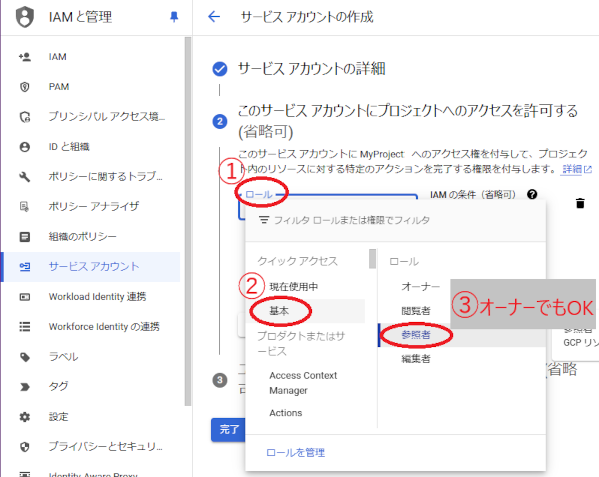 IAM と管理
サービス アカウントの作成
IAM
PAM
プリンシパル アクセス境...
ID と組織
ポリシーに関するトラブ...
ポリシー アナライザ
組織のポリシー
サービス アカウント
Workload Identity 連携
Workforce Identity の連携
ラベル
タグ
設定
プライバシーとセキュリ...
Identity-Aware Proxy
サービス アカウントの詳細
2
このサービス アカウントにプロジェクトへのアクセスを許可する
(省略可)
このサービス アカウントに MyProject へのアクセス権を付与して、プロジェク
ト内のリソースに対する特定のアクションを完了する権限を付与します。 詳細
①
ロール
IAM の条件（省略可）
フィルタ ロールまたは権限でフィルタ
クイック アクセス
②
現在使用中
基本
プロダクトまたはサ
ービス
Access Context
Manager
Actions
ロール
オーナー
閲覧者
参照者
編集者
③オーナーでもOK
参照者
GCP リソ
3
(省略
完了
ロールを管理